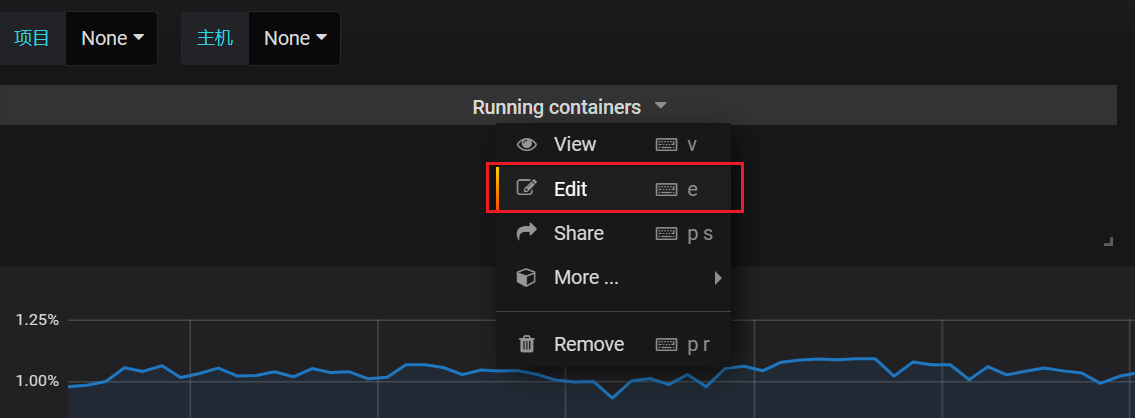 项目 None 主机 None
Running containers
View v
Edit e
Share p s
More ...
Remove p r
1.25%
1.00%